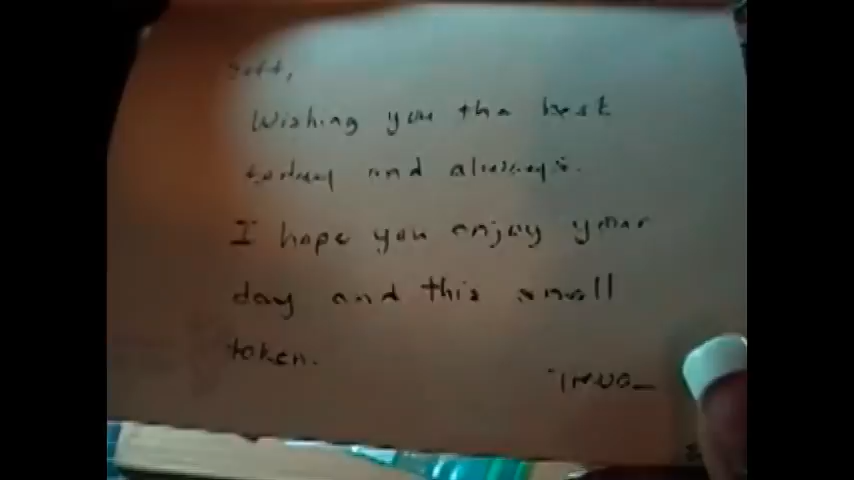 Wishing you the best
today and always.
I hope you enjoy your
day and this small
token.